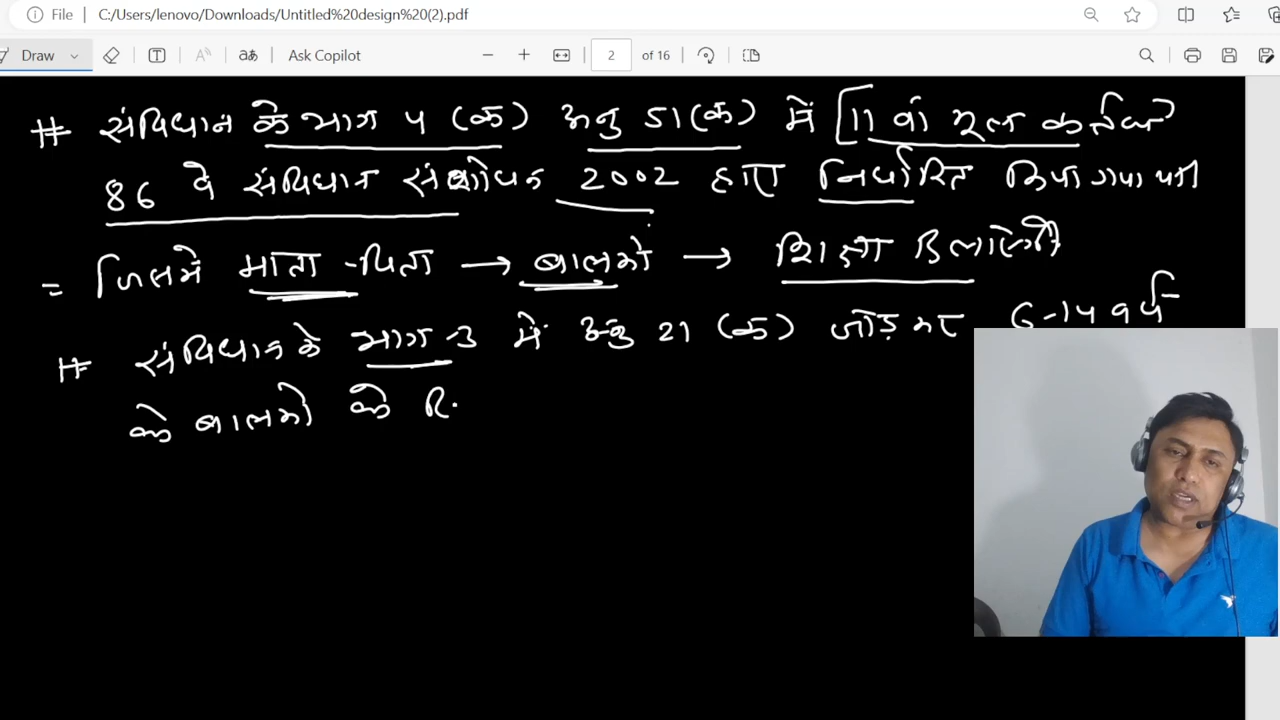 File C:/Users/lenovo/Downloads/Untitled%20design%20(2).pdf
Draw Ask Copilot 2 of 16
# संविधान के भाग 4 (क) अनु 51(क) में [11 वां मूल कर्तव्य
86 वे संविधान संशोधन 2002 द्वारा निर्धारित किया गया था
= जिसमें माता-पिता → बालको → शिक्षा दिलाएंगे
# संविधान के भाग-3 में अनु 21 (क) जोड़कर 6-14 वर्ष
के बालको के R.